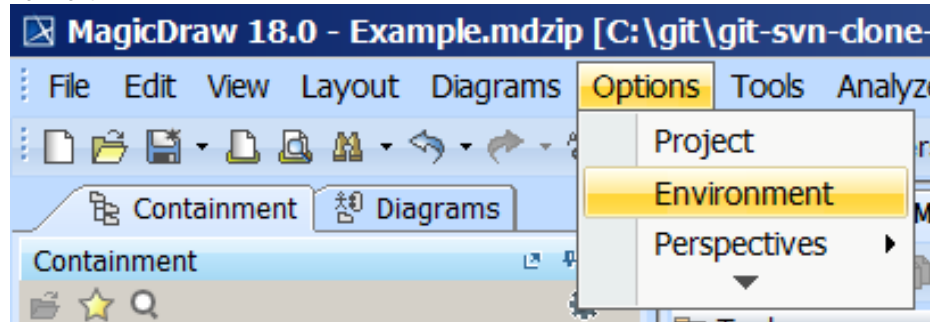 MagicDraw 18.0 - Example.mdzip [C:\git\git-svn-clone-
File Edit View Layout Diagrams Options Tools Analyze
Project
Environment
Perspectives
Containment Diagrams
Containment